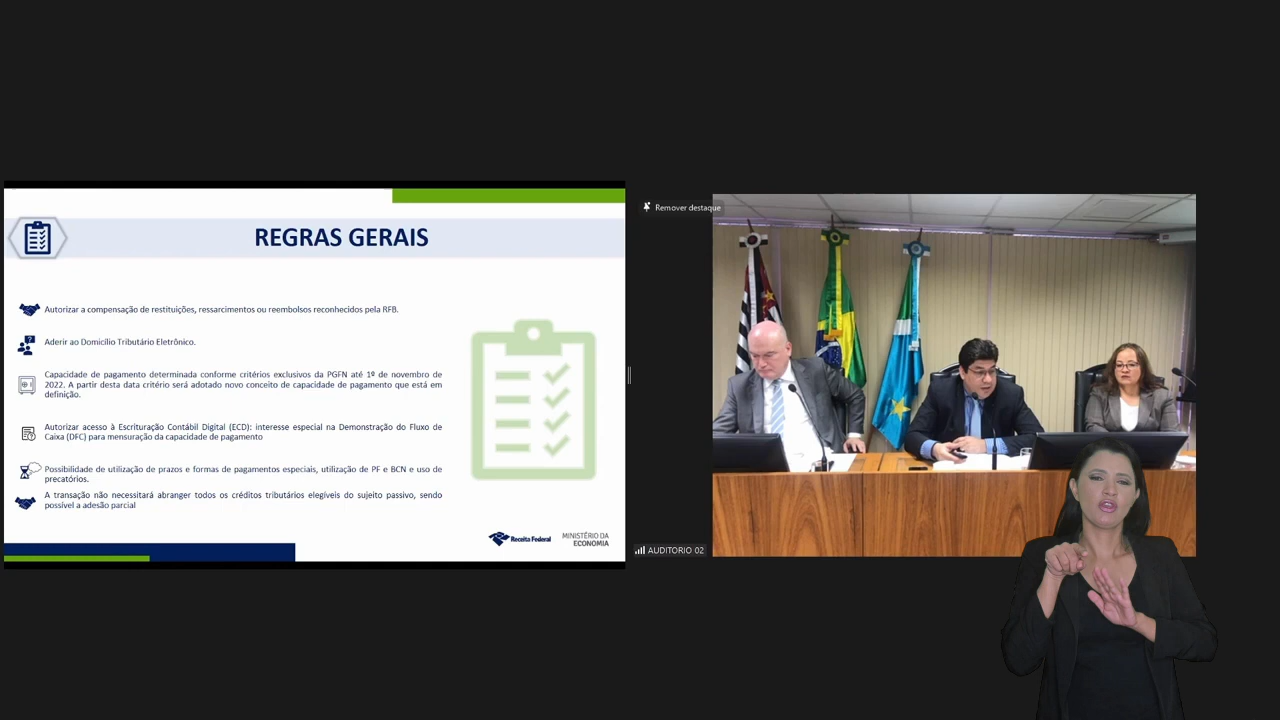 REGRAS GERAIS
Autorizar a compensação de restituições, ressarcimentos ou reembolsos reconhecidos pela RFB.
Aderir ao Domicílio Tributário Eletrônico.
Capacidade de pagamento determinada conforme critérios exclusivos da PGFN até 1º de novembro de
2022. A partir desta data critério será adotado novo conceito de capacidade de pagamento que está em
definição.
Autorizar acesso à Escrituração Contábil Digital (ECD): interesse especial na Demonstração do Fluxo de
Caixa (DFC) para mensuração da capacidade de pagamento
Possibilidade de utilização de prazos e formas de pagamentos especiais, utilização de PF e BCN e uso de
precatórios.
A transação não necessitará abranger todos os créditos tributários elegíveis do sujeito passivo, sendo
possível a adesão parcial
Receita Federal
MINISTÉRIO DA
ECONOMIA
Remover destaque
AUDITORIO 02